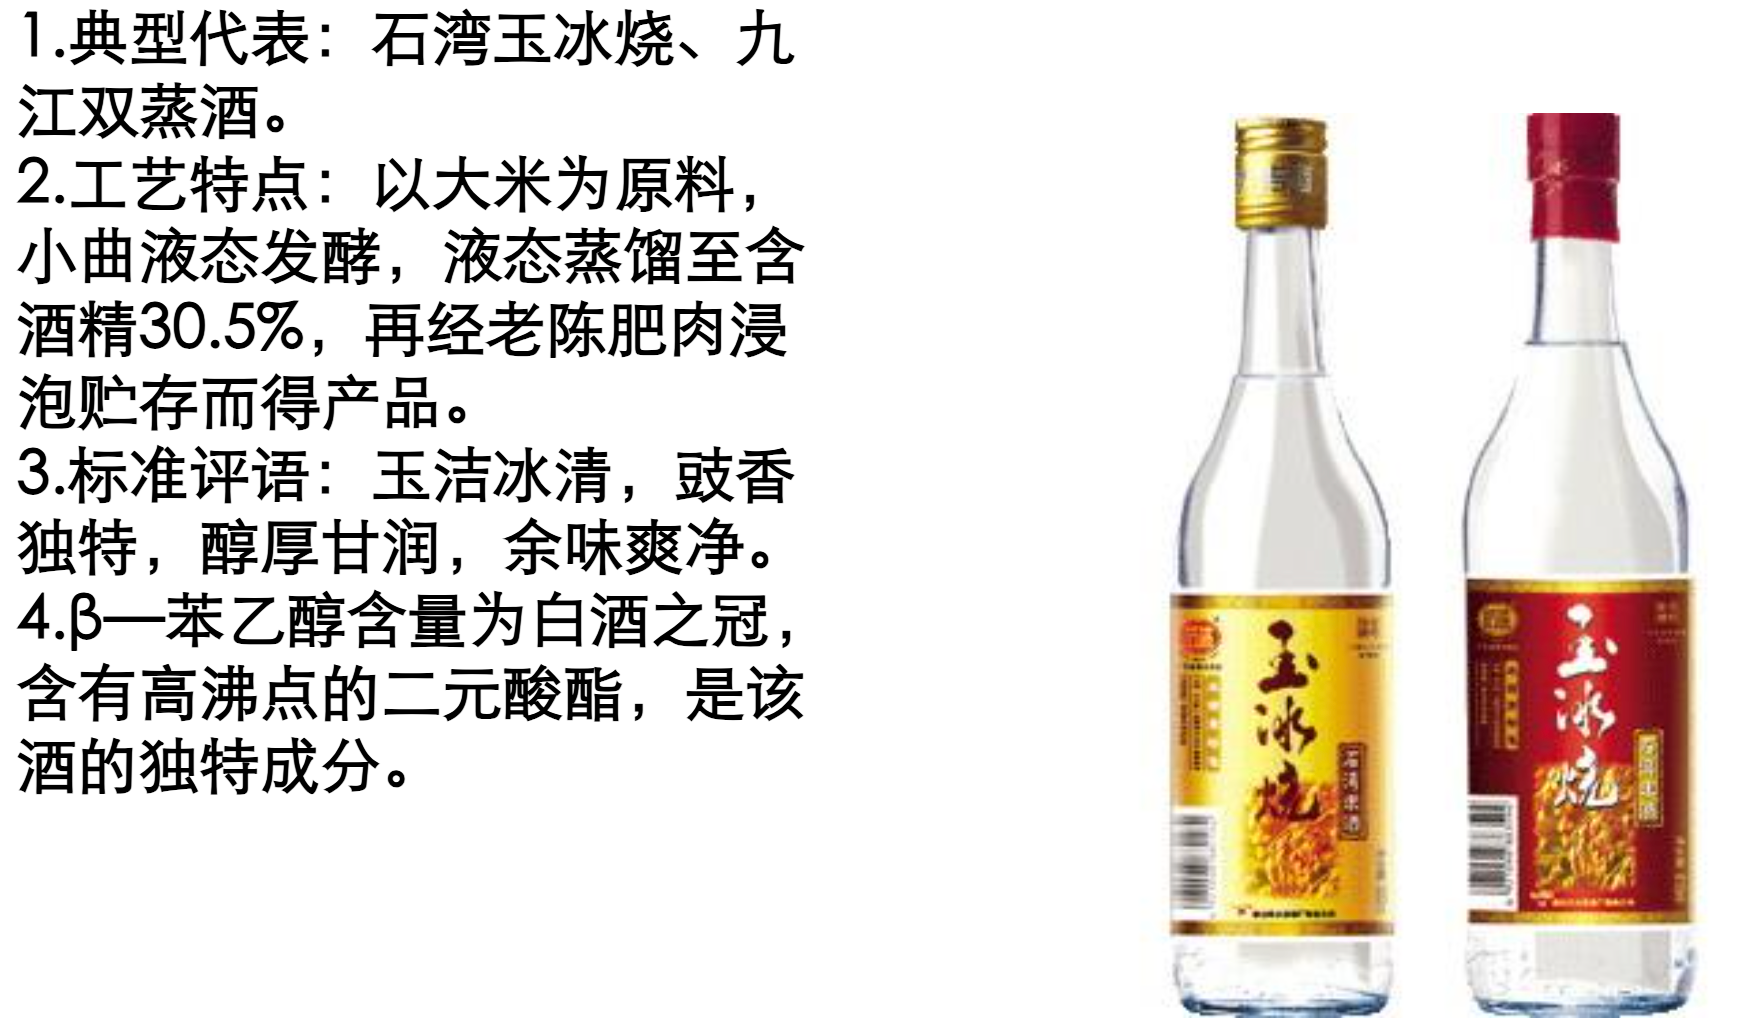 1.典型代表：石湾玉冰烧、九
江双蒸酒。
2.工艺特点：以大米为原料，
小曲液态发酵，液态蒸馏至含
酒精30.5%，再经老陈肥肉浸
泡贮存而得产品。
3.标准评语：玉洁冰清，豉香
独特，醇厚甘润，余味爽净。
4.β—苯乙醇含量为白酒之冠，
含有高沸点的二元酸酯，是该
酒的独特成分。
玉冰烧
石湾米酒
玉冰烧